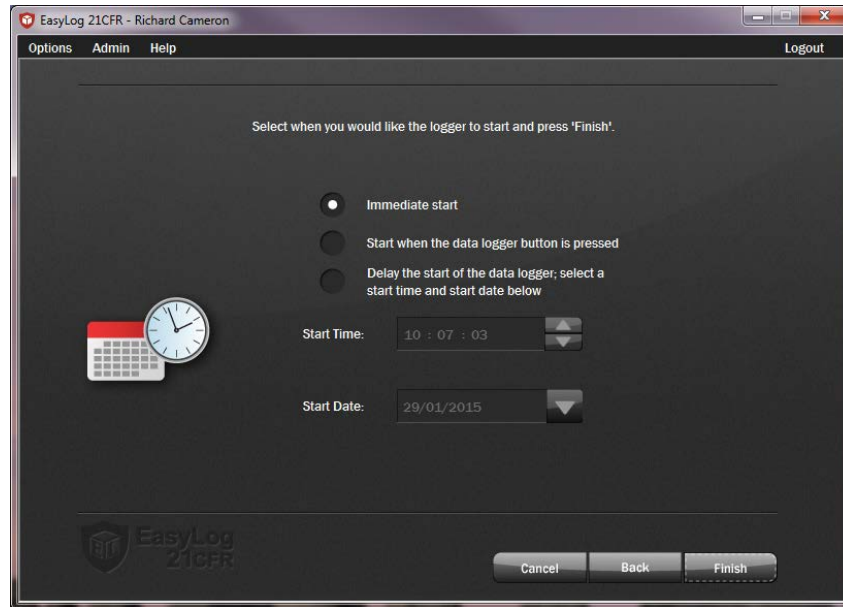 EasyLog 21CFR - Richard Cameron
Options Admin Help Logout
Select when you would like the logger to start and press 'Finish'.
Immediate start
Start when the data logger button is pressed
Delay the start of the data logger; select a
start time and start date below
Start Time: 10 : 07 : 03
Start Date: 29/01/2015
EasyLog
21CFR
Cancel Back Finish